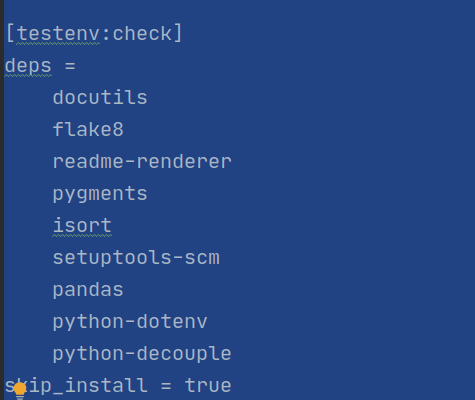 [testenv:check]
deps =
    docutils
    flake8
    readme-renderer
    pygments
    isort
    setuptools-scm
    pandas
    python-dotenv
    python-decouple
skip_install = true